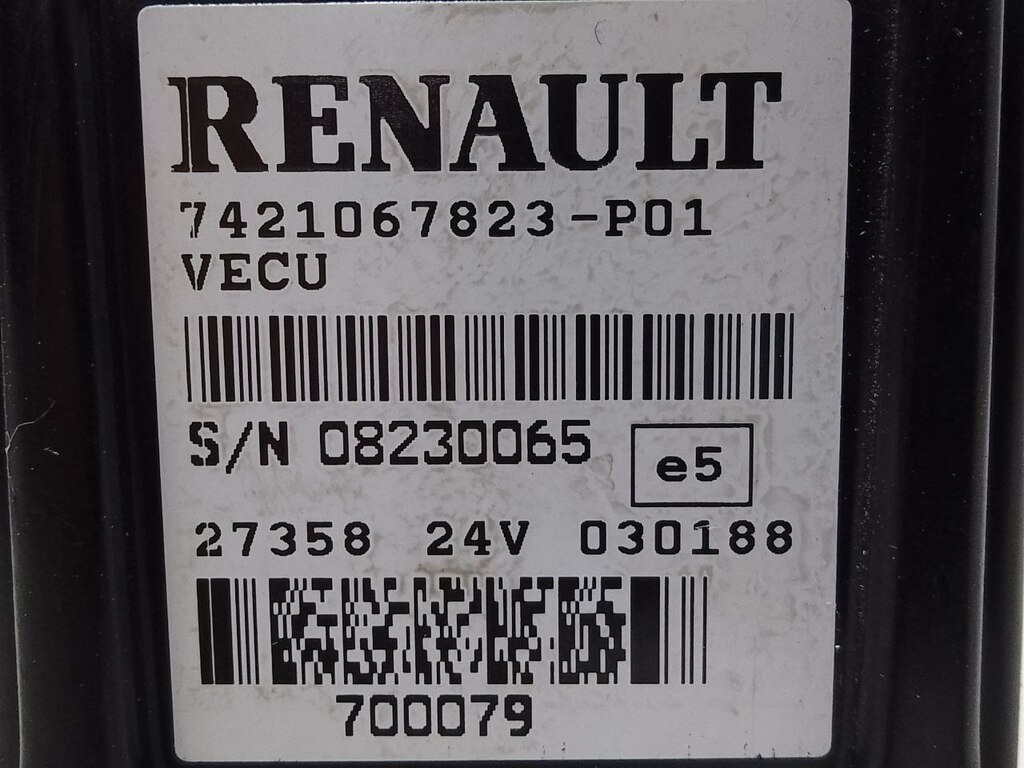 RENAULT
7421067823-P01
VECU
S/N 08230065
e5
27358 24V 030188
700079